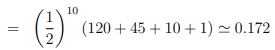 = (1/2)^10 (120 + 45 + 10 + 1) ≃ 0.172